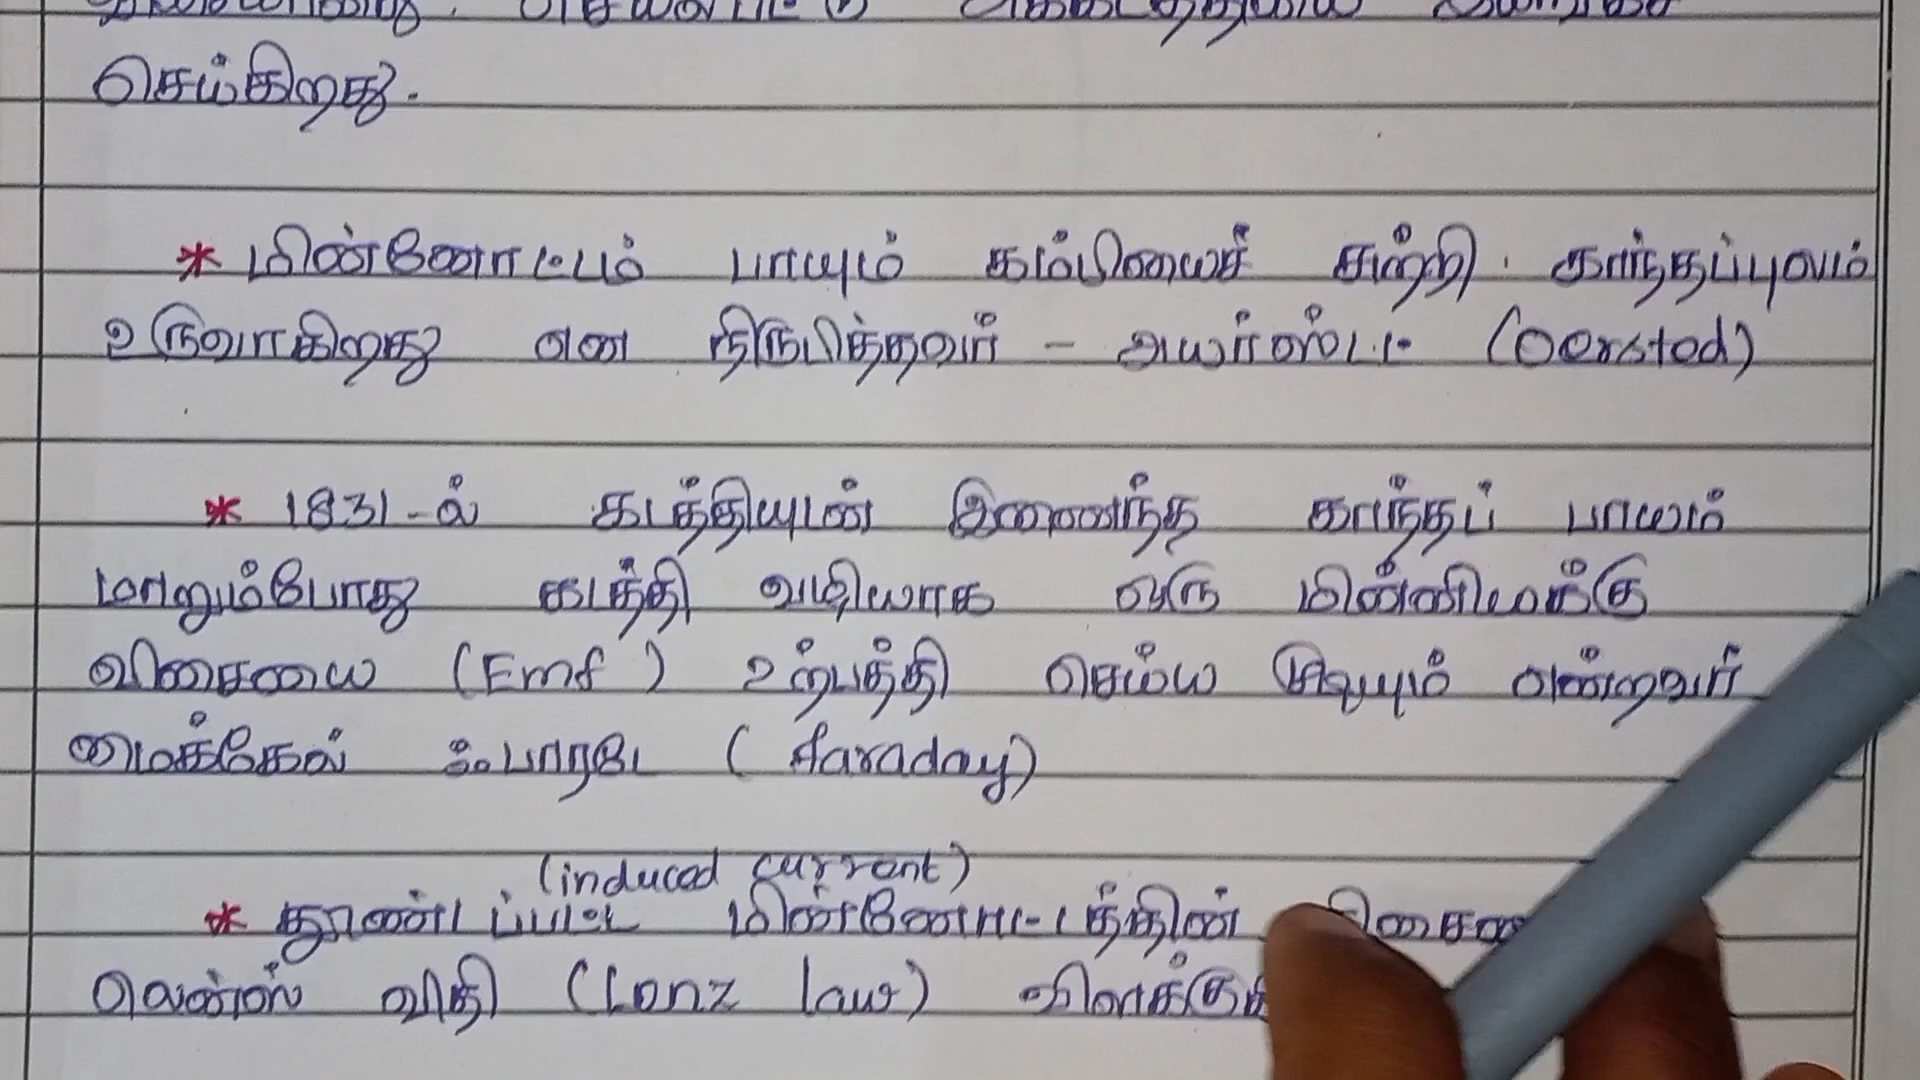 செய்கிறது.
* மின்னோட்டம் பாயும் கம்பியைச் சுற்றி. காந்தப்புலம்
உருவாகிறது என நிரூபித்தவர் - அயர்ஸ்ட் (Oersted)
* 1831-ல் கடத்தியுடன் இணைந்த காந்தப் பாயம்
மாறும்போது கடத்தி வழியாக ஒரு மின்னியக்கு
விசையை (Emf) உற்பத்தி செய்ய முடியும் என்றவர்
மைக்கேல் ஃபாரடே (faraday)
(induced current)
* தூண்டப்பட்ட மின்னோட்டத்தின்
லென்ஸ் விதி (Lenz law)